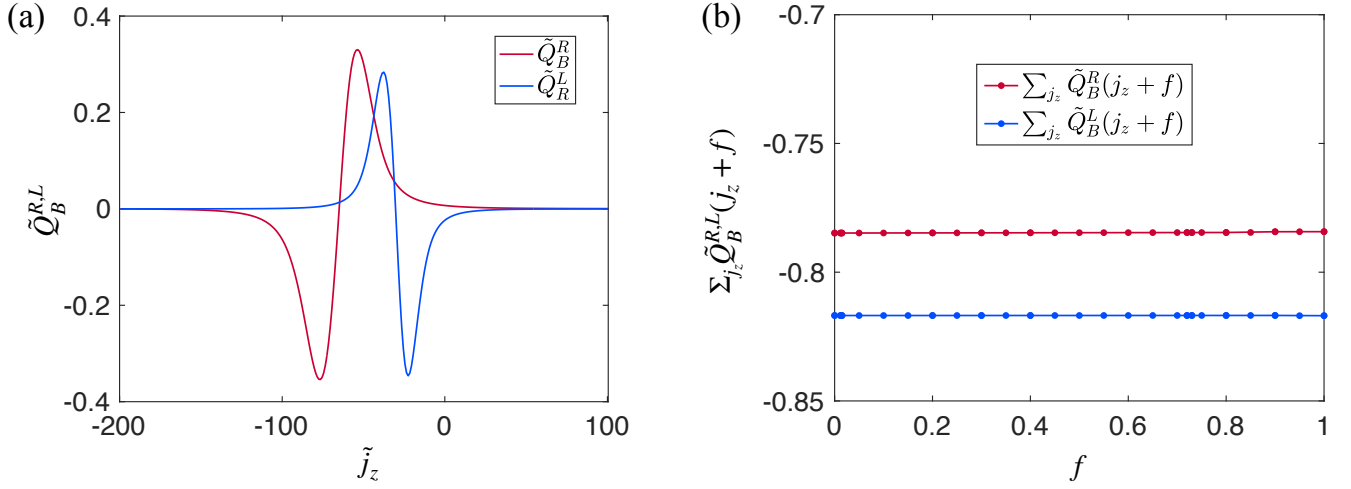 (a)
0.4
0.2
0
-0.2
-0.4
Q̃_B^{R,L}
Q̃_B^R
Q̃_R^L
-200
-100
0
100
j̃_z
(b)
-0.7
-0.75
-0.8
-0.85
Σ_{j_z} Q̃_B^{R,L}(j_z + f)
∑_{j_z} Q̃_B^R(j_z + f)
∑_{j_z} Q̃_B^L(j_z + f)
0
0.2
0.4
0.6
0.8
1
f